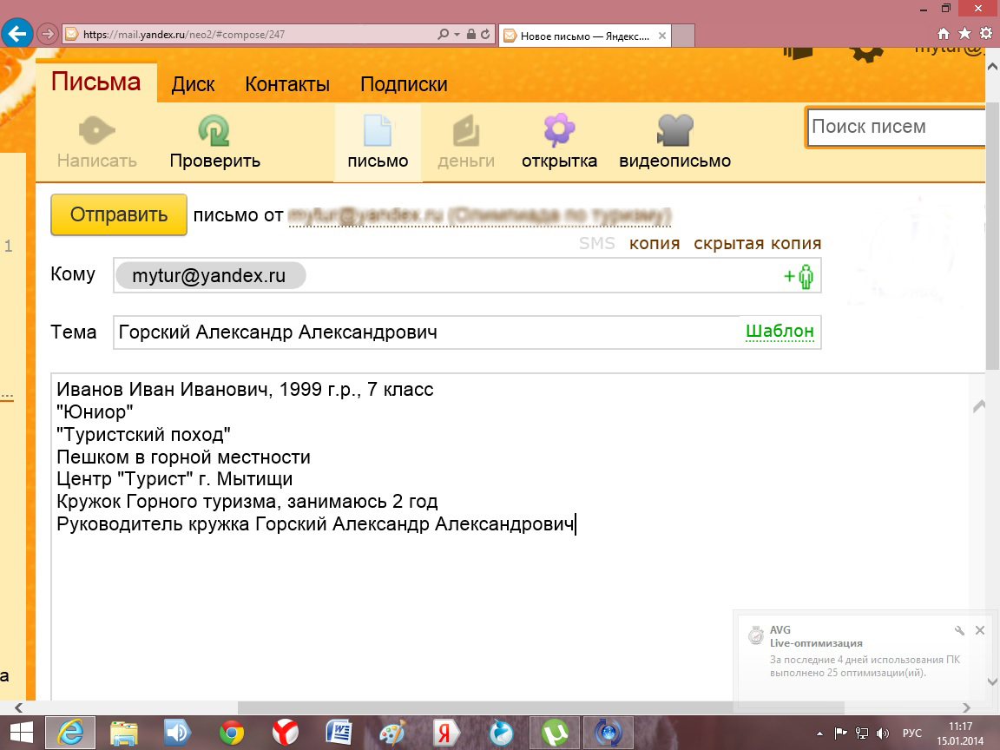 https://mail.yandex.ru/neo2/#compose/247
Новое письмо — Яндекс....
Письма
Диск
Контакты
Подписки
mytur@
Написать
Проверить
письмо
деньги
открытка
видеописьмо
Поиск писем
Отправить
письмо от
SMS копия скрытая копия
1
Кому
mytur@yandex.ru
Тема
Горский Александр Александрович
Шаблон
Иванов Иван Иванович, 1999 г.р., 7 класс
"Юниор"
"Туристский поход"
Пешком в горной местности
Центр "Турист" г. Мытищи
Кружок Горного туризма, занимаюсь 2 год
Руководитель кружка Горский Александр Александрович
...
а
AVG
Live-оптимизация
За последние 4 дней использования ПК
выполнено 25 оптимизации(ий).
РУС
11:17
15.01.2014